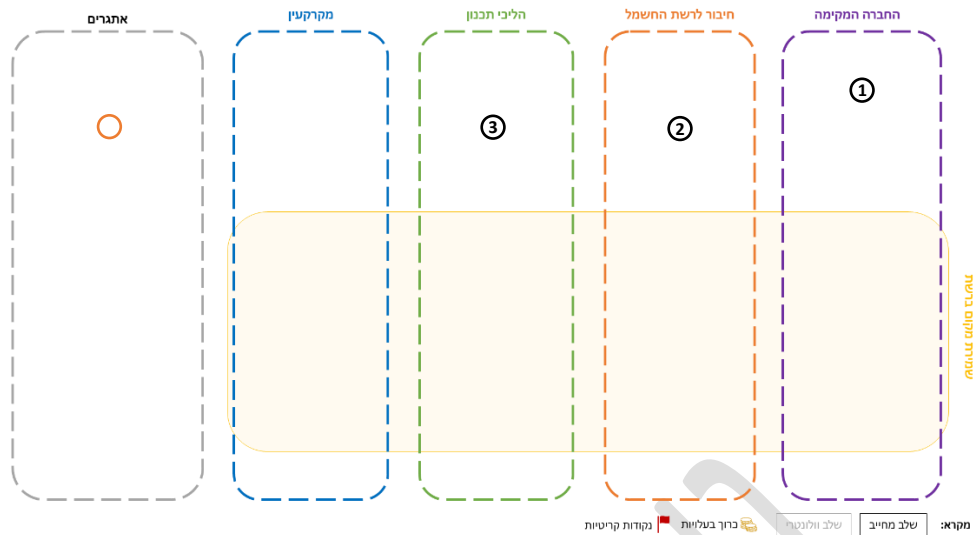 החברה המקימה
חיבור לרשת החשמל
הליכי תכנון
מקרקעין
אתגרים
1
2
3
שמירת מקום ברשת
מקרא:
שלב מחייב
שלב וולונטרי
כרוך בעלויות
נקודות קריטיות